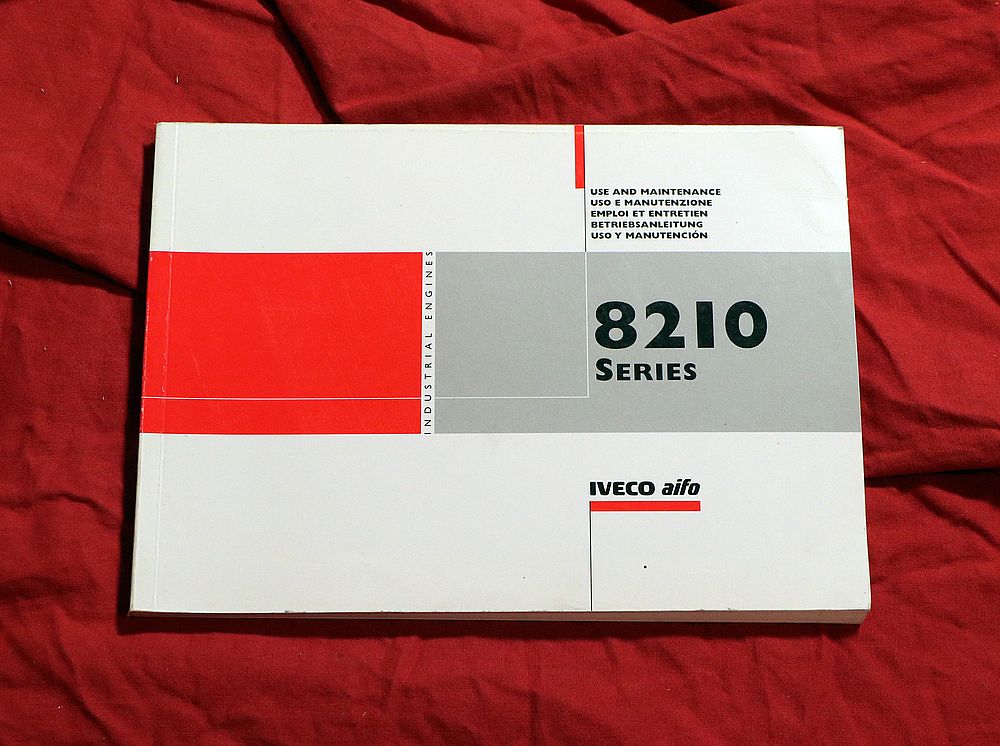 USE AND MAINTENANCE
USO E MANUTENZIONE
EMPLOI ET ENTRETIEN
BETRIEBSANLEITUNG
USO Y MANUTENCIÓN
INDUSTRIAL ENGINES
8210
SERIES
IVECO aifo